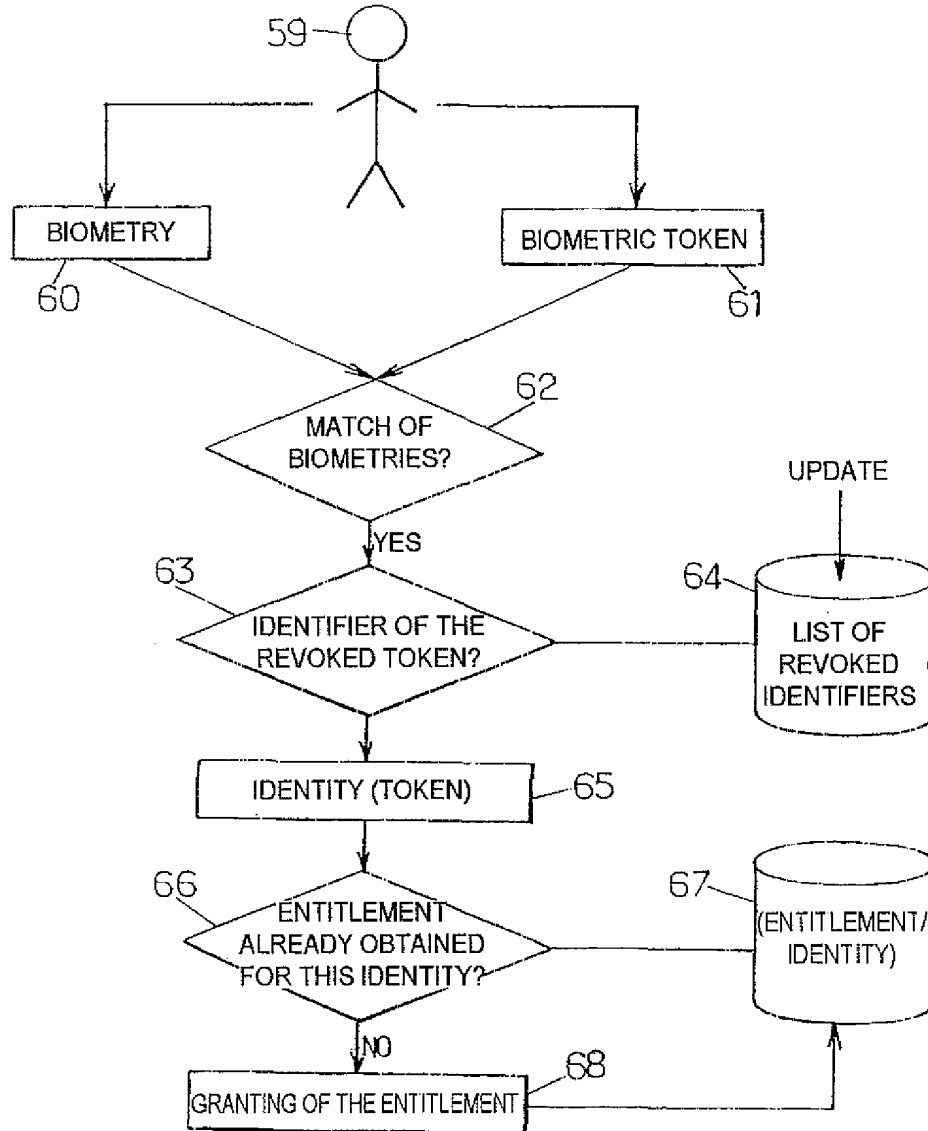 59
BIOMETRY
60
BIOMETRIC TOKEN
61
62
MATCH OF
BIOMETRIES?
YES
UPDATE
63
IDENTIFIER OF THE
REVOKED TOKEN?
64
LIST OF
REVOKED
IDENTIFIERS
IDENTITY (TOKEN)
65
66
ENTITLEMENT
ALREADY OBTAINED
FOR THIS IDENTITY?
67
(ENTITLEMENT/
IDENTITY)
NO
68
GRANTING OF THE ENTITLEMENT